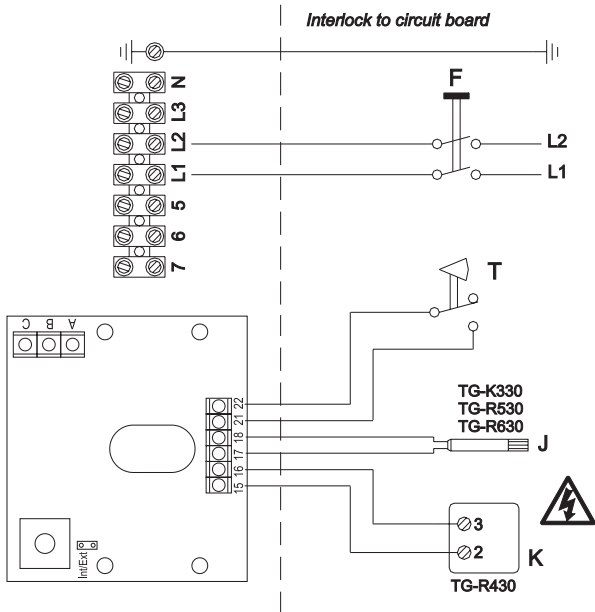 Interlock to circuit board
N
L3
L2
L1
5
6
7
F
L2
L1
T
C B A
22
21
18
17
16
15
TG-K330
TG-R530
TG-R630
J
3
2
K
TG-R430
Int/Ext